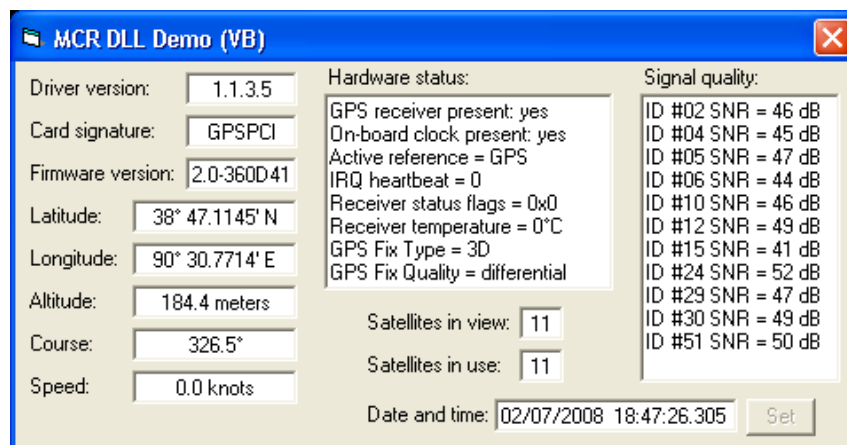 MCR DLL Demo (VB)
Driver version: 1.1.3.5
Card signature: GPSPCI
Firmware version: 2.0-360D41
Latitude: 38° 47.1145' N
Longitude: 90° 30.7714' E
Altitude: 184.4 meters
Course: 326.5°
Speed: 0.0 knots
Hardware status:
GPS receiver present: yes
On-board clock present: yes
Active reference = GPS
IRQ heartbeat = 0
Receiver status flags = 0x0
Receiver temperature = 0°C
GPS Fix Type = 3D
GPS Fix Quality = differential
Satellites in view: 11
Satellites in use: 11
Signal quality:
ID #02 SNR = 46 dB
ID #04 SNR = 45 dB
ID #05 SNR = 47 dB
ID #06 SNR = 44 dB
ID #10 SNR = 46 dB
ID #12 SNR = 49 dB
ID #15 SNR = 41 dB
ID #24 SNR = 52 dB
ID #29 SNR = 47 dB
ID #30 SNR = 49 dB
ID #51 SNR = 50 dB
Date and time: 02/07/2008 18:47:26.305 Set